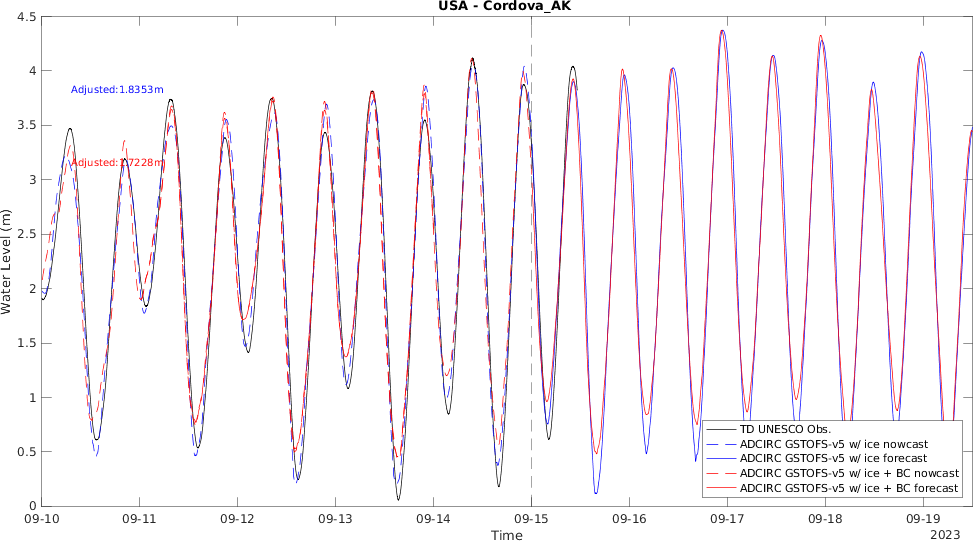 USA - Cordova_AK
4.5
4
3.5
3
2.5
2
1.5
1
0.5
0
Water Level (m)
Adjusted:1.8353m
Adjusted:1.7228m
TD UNESCO Obs.
ADCIRC GSTOFS-v5 w/ ice nowcast
ADCIRC GSTOFS-v5 w/ ice forecast
ADCIRC GSTOFS-v5 w/ ice + BC nowcast
ADCIRC GSTOFS-v5 w/ ice + BC forecast
09-10 09-11 09-12 09-13 09-14 09-15 09-16 09-17 09-18 09-19
Time
2023